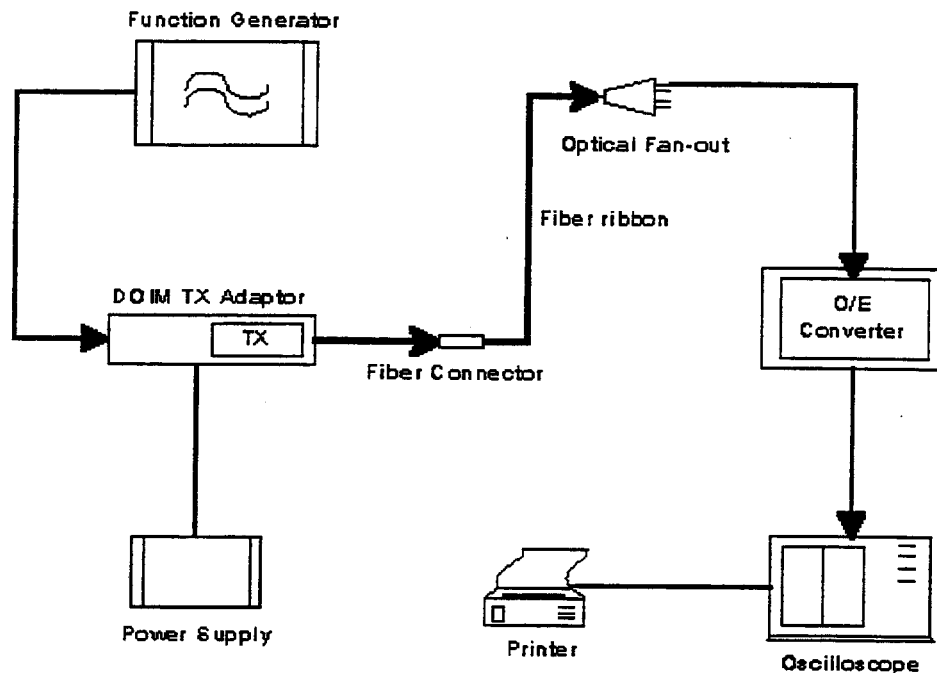 Function Generator
Optical Fan-out
Fiber ribbon
DOIM TX Adaptor
TX
Fiber Connector
O/E
Converter
Power Supply
Printer
Oscilloscope